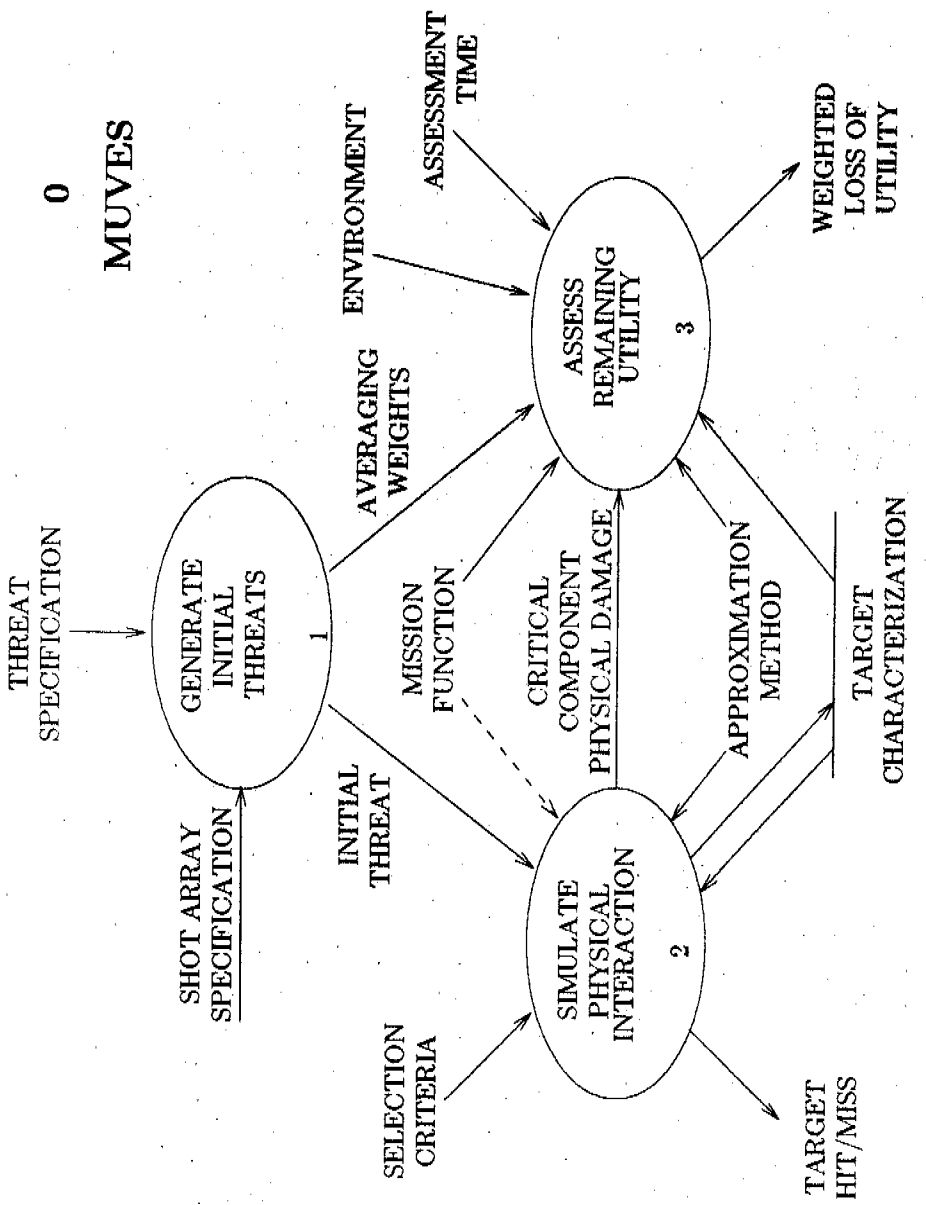 0
MUVES
THREAT
SPECIFICATION
SHOT ARRAY
SPECIFICATION
GENERATE
INITIAL
THREATS
1
INITIAL
THREAT
AVERAGING
WEIGHTS
ENVIRONMENT
ASSESSMENT
TIME
SELECTION
CRITERIA
MISSION
FUNCTION
SIMULATE
PHYSICAL
INTERACTION
2
CRITICAL
COMPONENT
PHYSICAL DAMAGE
ASSESS
REMAINING
UTILITY
3
APPROXIMATION
METHOD
TARGET
HIT/MISS
TARGET
CHARACTERIZATION
WEIGHTED
LOSS OF
UTILITY